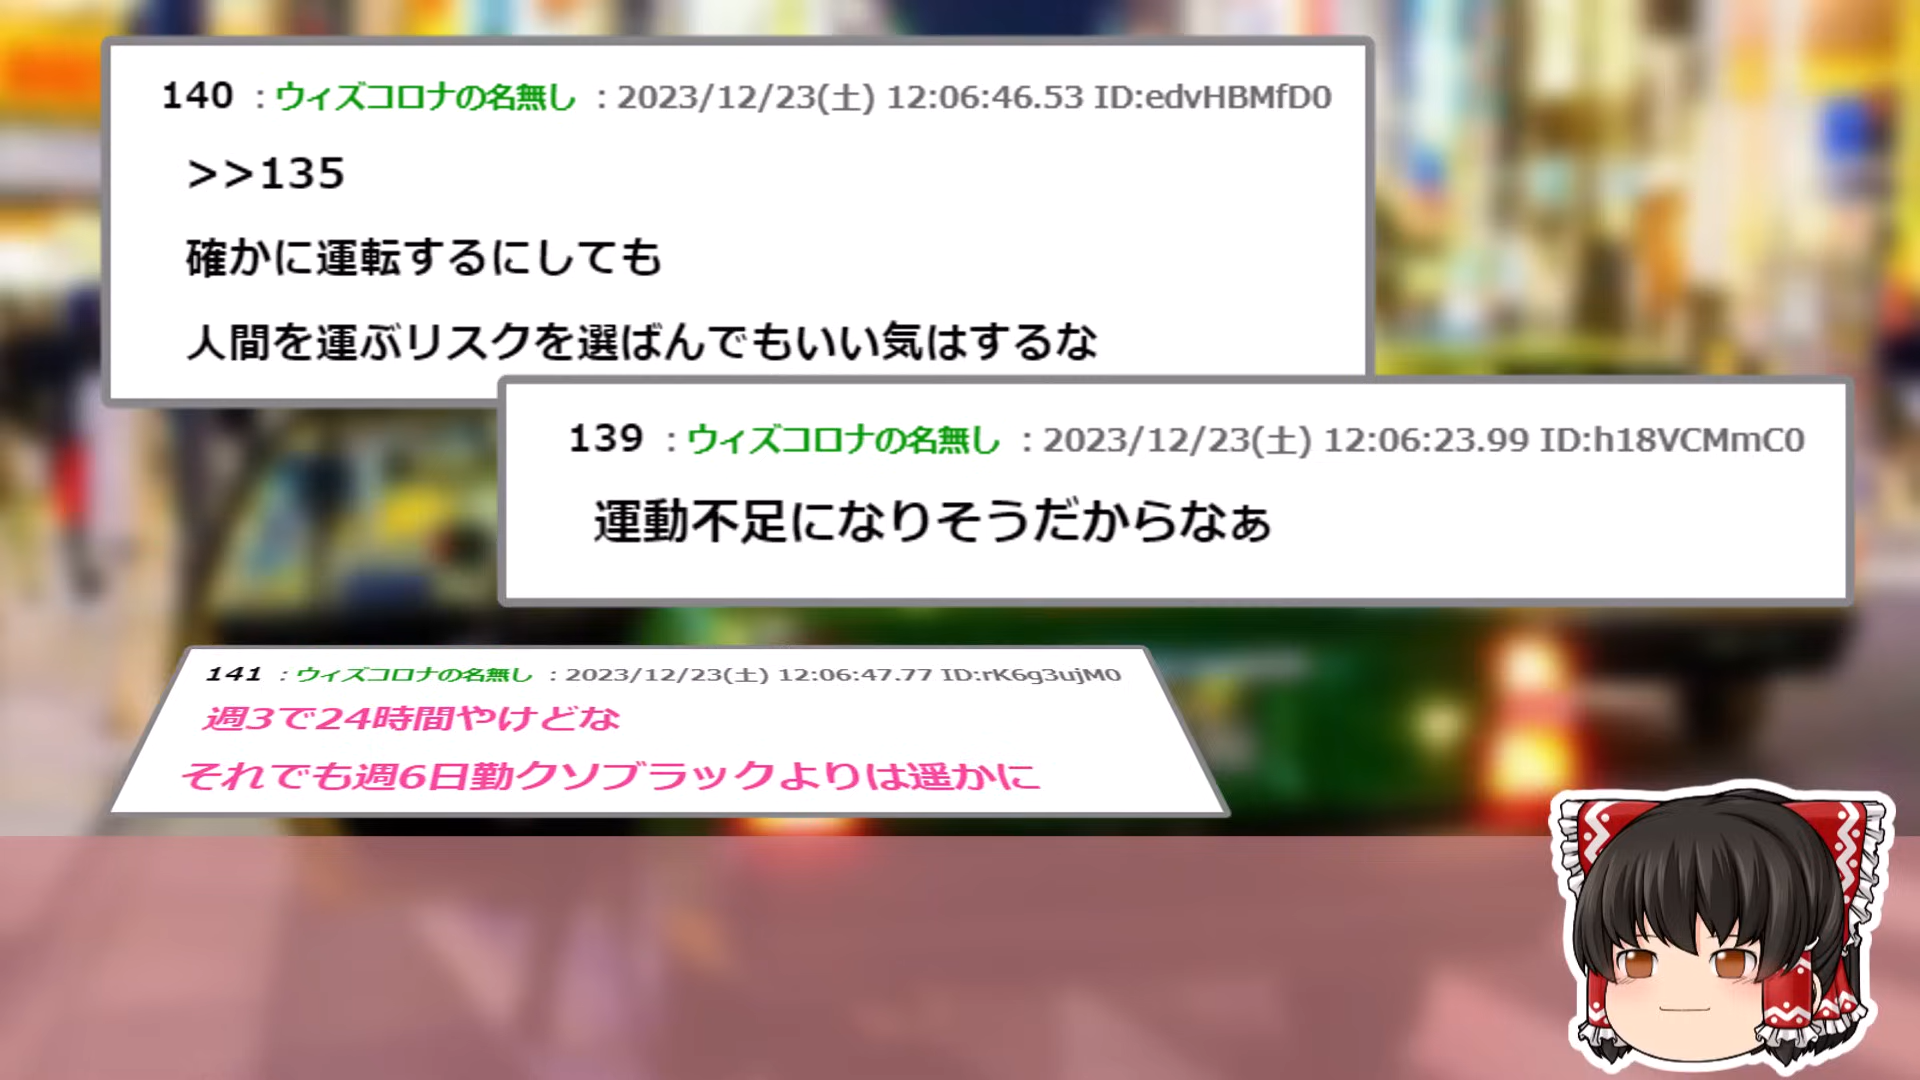 140 ：ウィズコロナの名無し ：2023/12/23(土) 12:06:46.53 ID:edvHBMfD0
>>135
確かに運転するにしても
人間を運ぶリスクを選ばんでもいい気はするな
139 ：ウィズコロナの名無し ：2023/12/23(土) 12:06:23.99 ID:h18VCMmC0
運動不足になりそうだからなぁ
141 ：ウィズコロナの名無し ：2023/12/23(土) 12:06:47.77 ID:rK6g3ujM0
週3で24時間やけどな
それでも週6日勤クソブラックよりは遥かに